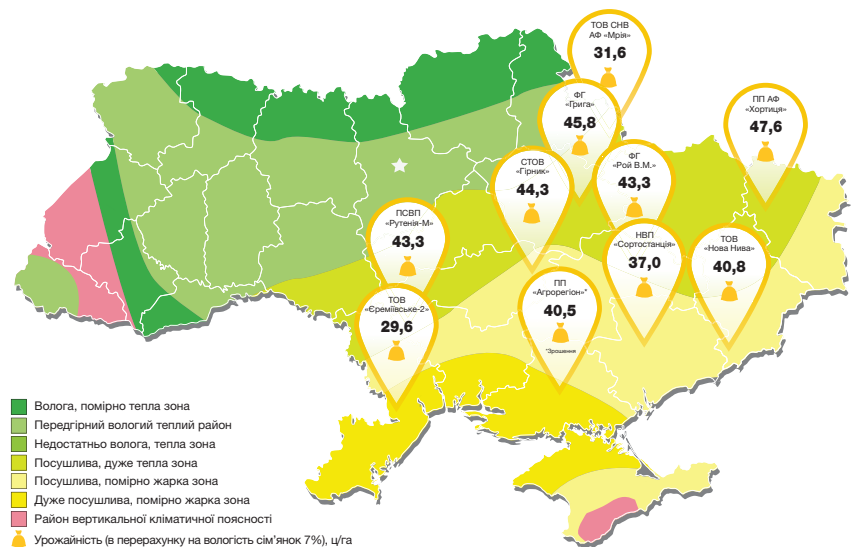 ТОВ СНВ
АФ «Мрія»
31,6
ФГ
«Грига»
45,8
ПП АФ
«Хортиця»
47,6
СТОВ
«Гірник»
44,3
ФГ
«Рой В.М.»
43,3
ПСВП
«Рутенія-М»
43,3
НВП
«Сортостанція»
37,0
ТОВ
«Нова Нива»
40,8
ТОВ
«Єреміївське-2»
29,6
ПП
«Агрорегіон»*
40,5
*Зрошення
Волога, помірно тепла зона
Передгірний вологий теплий район
Недостатньо волога, тепла зона
Посушлива, дуже тепла зона
Посушлива, помірно жарка зона
Дуже посушлива, помірно жарка зона
Район вертикальної кліматичної поясності
Урожайність (в перерахунку на вологість сім’янок 7%), ц/га